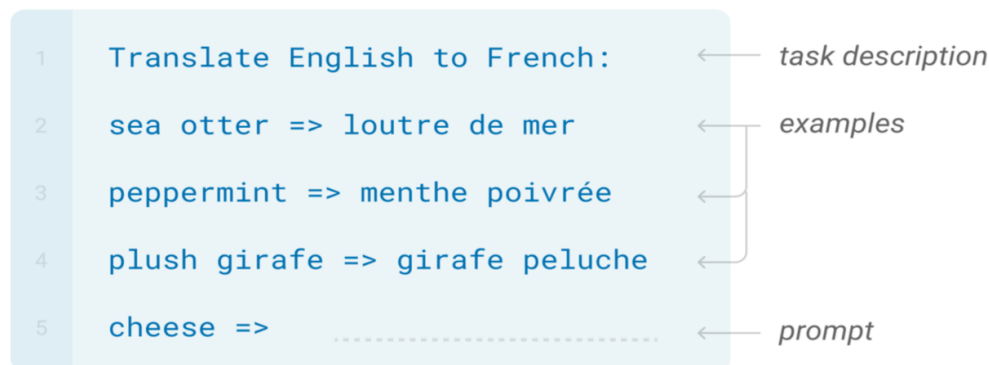 1 Translate English to French: task description
2 sea otter => loutre de mer examples
3 peppermint => menthe poivrée
4 plush girafe => girafe peluche
5 cheese => prompt